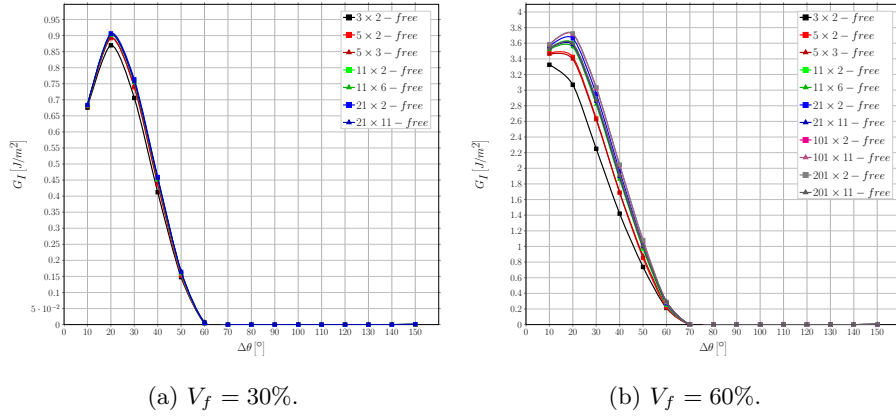 0.95
0.9
0.85
0.8
0.75
0.7
0.65
0.6
0.55
0.5
0.45
0.4
0.35
0.3
0.25
0.2
0.15
0.1
5 · 10⁻²
0
G_I [J/m²]
0 10 20 30 40 50 60 70 80 90 100 110 120 130 140 150
Δθ [°]
3 × 2 − free
5 × 2 − free
5 × 3 − free
11 × 2 − free
11 × 6 − free
21 × 2 − free
21 × 11 − free
(a) V_f = 30%.
4
3.8
3.6
3.4
3.2
3
2.8
2.6
2.4
2.2
2
1.8
1.6
1.4
1.2
1
0.8
0.6
0.4
0.2
0
G_I [J/m²]
0 10 20 30 40 50 60 70 80 90 100 110 120 130 140 150
Δθ [°]
3 × 2 − free
5 × 2 − free
5 × 3 − free
11 × 2 − free
11 × 6 − free
21 × 2 − free
21 × 11 − free
101 × 2 − free
101 × 11 − free
201 × 2 − free
201 × 11 − free
(b) V_f = 60%.